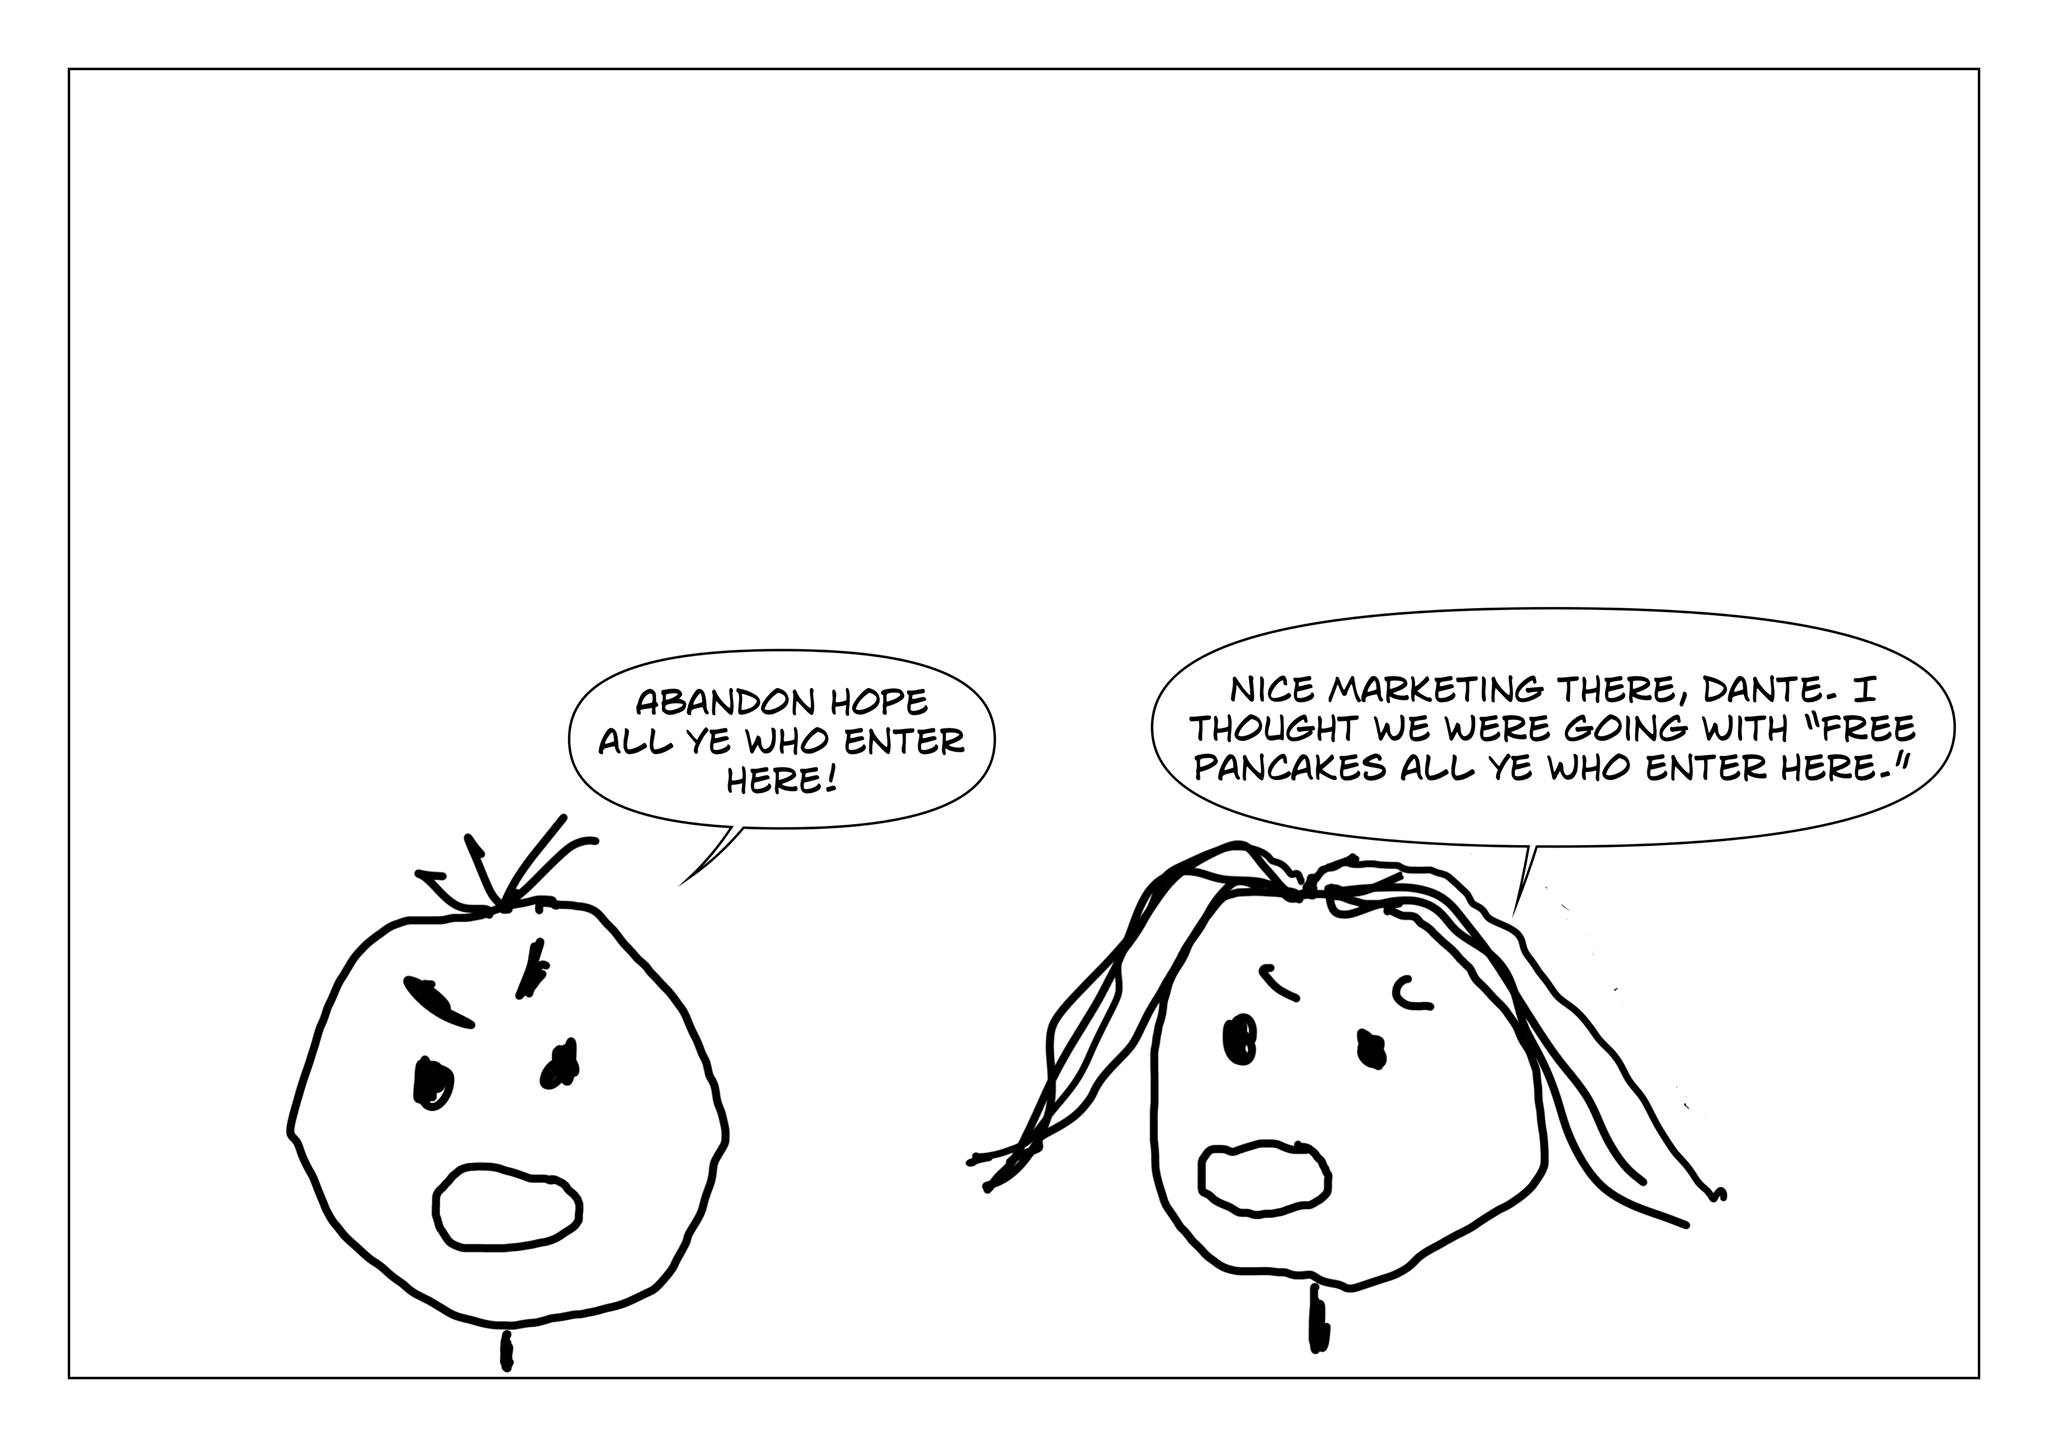 ABANDON HOPE
ALL YE WHO ENTER
HERE!
NICE MARKETING THERE, DANTE. I
THOUGHT WE WERE GOING WITH "FREE
PANCAKES ALL YE WHO ENTER HERE."